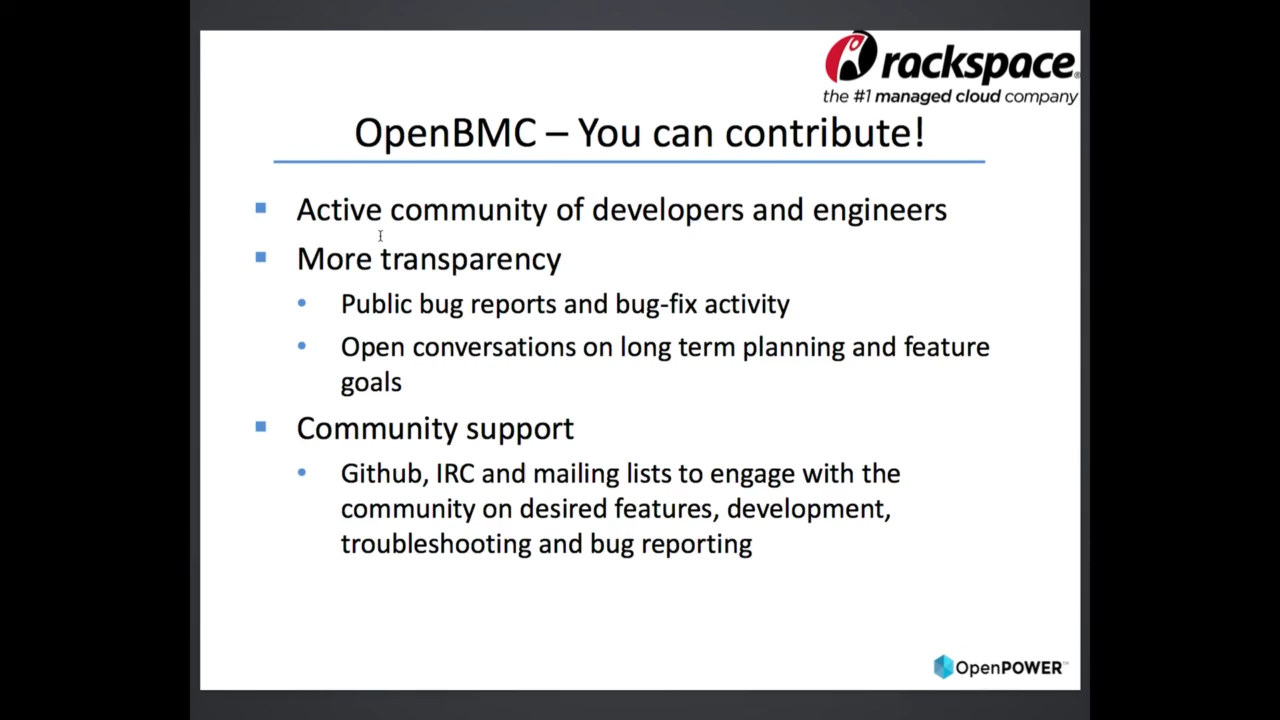 rackspace®
the #1 managed cloud company
OpenBMC – You can contribute!
Active community of developers and engineers
More transparency
Public bug reports and bug-fix activity
Open conversations on long term planning and feature
goals
Community support
Github, IRC and mailing lists to engage with the
community on desired features, development,
troubleshooting and bug reporting
OpenPOWER™